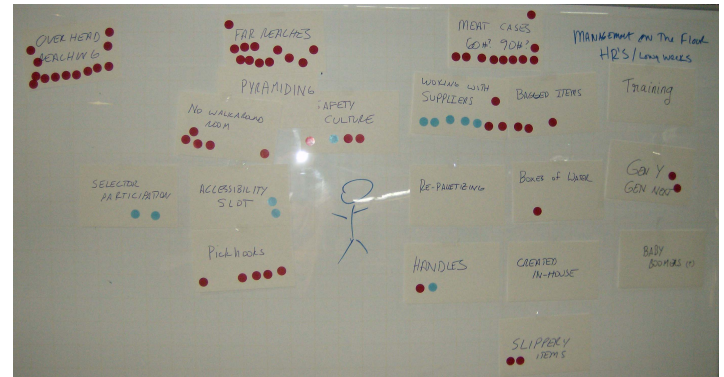 OVERHEAD
REACHING
FAR REACHES
MEAT CASES
60#? 90#?
MANAGEMENT ON THE FLOOR
HR'S / LONG WEEKS
PYRAMIDING
NO WALKAROUND
ROOM
SAFETY
CULTURE
WORKING WITH
SUPPLIERS
BAGGED ITEMS
Training
SELECTOR
PARTICIPATION
ACCESSIBILITY
SLOT
RE-PALETIZING
BOXES OF WATER
GEN Y
GEN NEXT
Pick hooks
HANDLES
CREATED
IN-HOUSE
BABY
BOOMERS
SLIPPERY
ITEMS